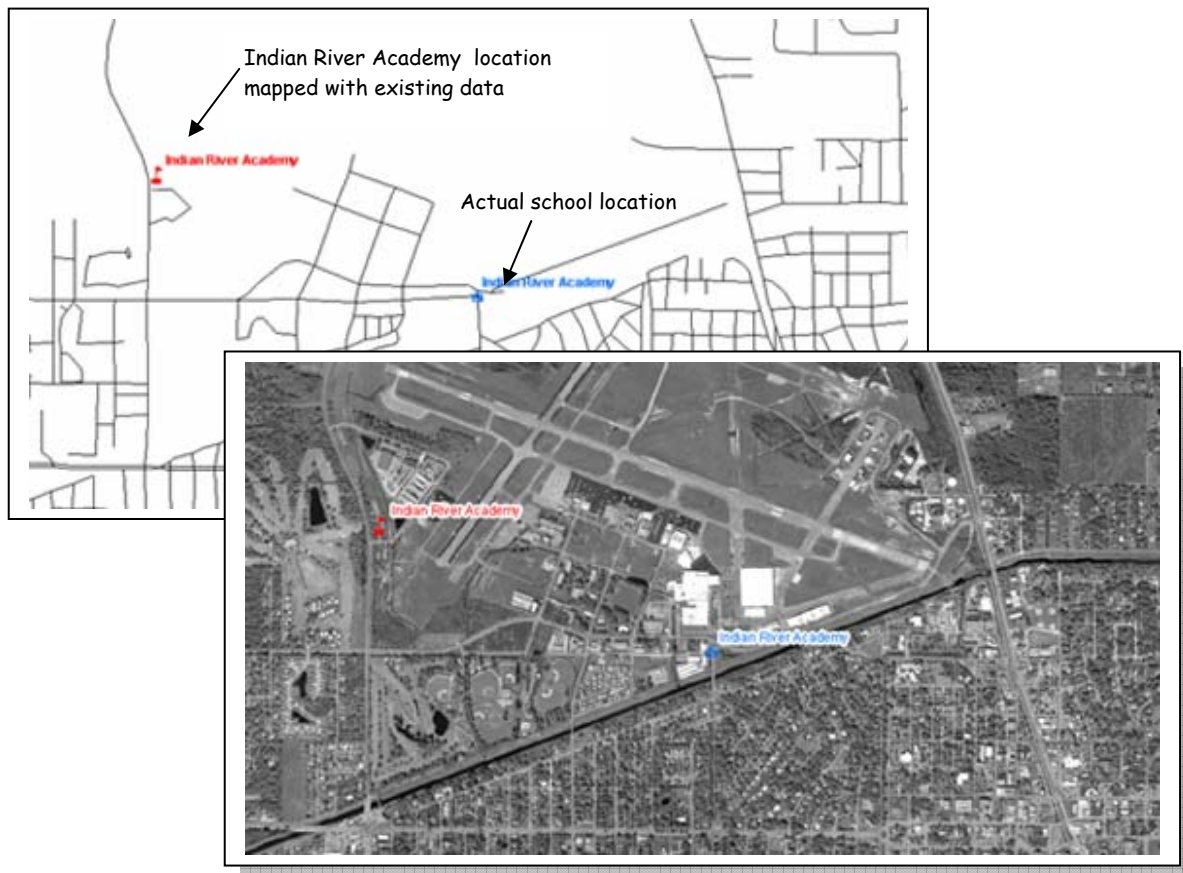 Indian River Academy location
mapped with existing data
Indian River Academy
Actual school location
Indian River Academy
Indian River Academy
Indian River Academy